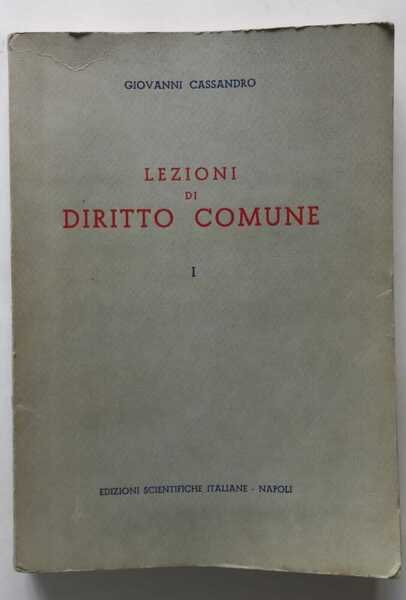 GIOVANNI CASSANDRO
LEZIONI
DI
DIRITTO COMUNE
I
EDIZIONI SCIENTIFICHE ITALIANE - NAPOLI